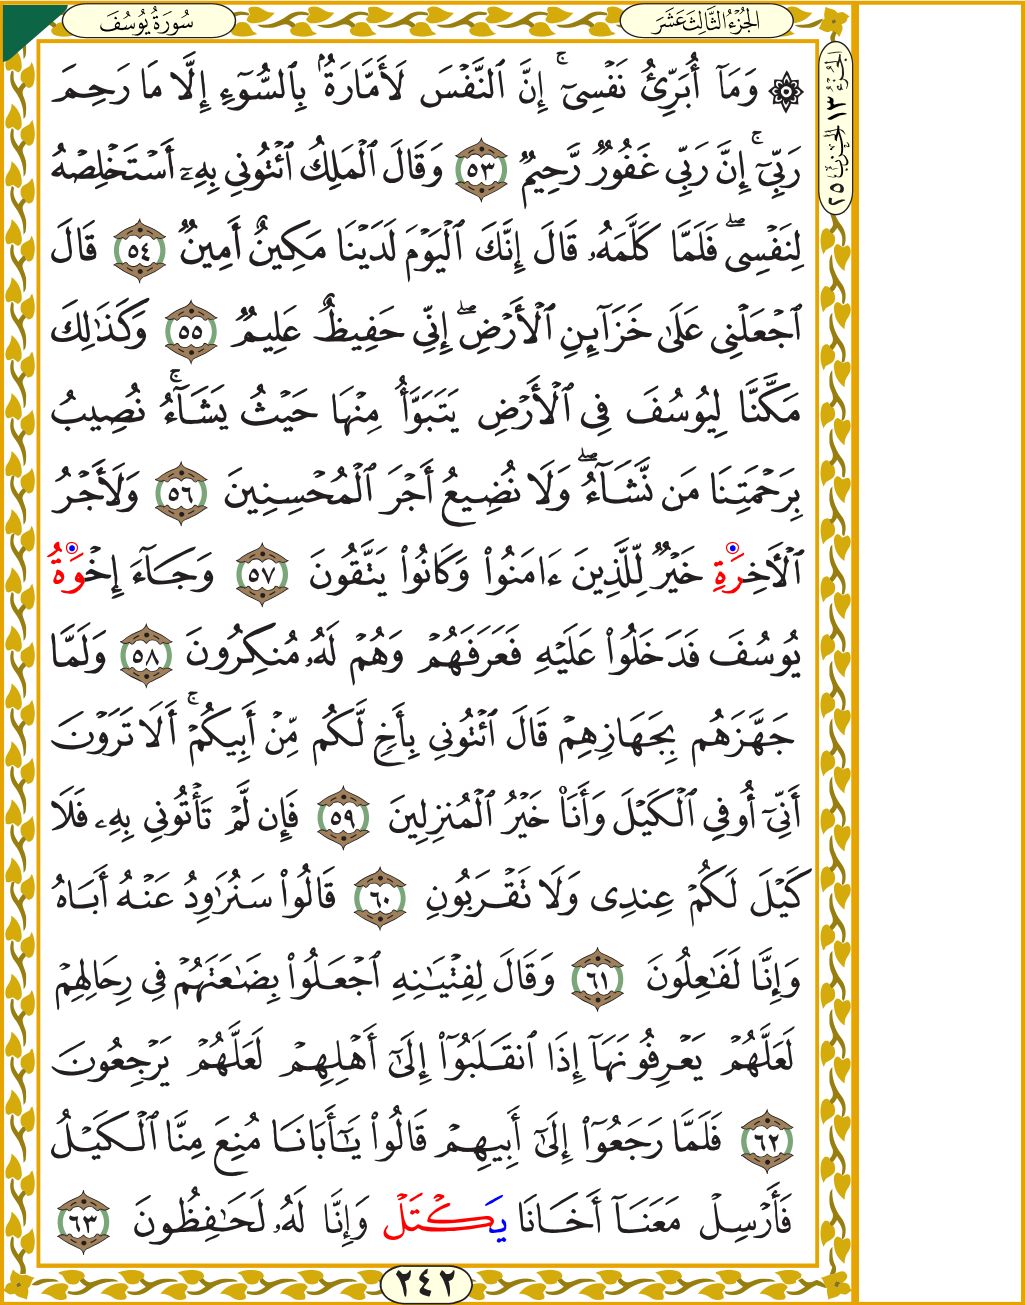 سُورَةُ يُوسُفَ
الجُزْءُ الثَّالِثَ عَشَرَ
الجزء ١٣ الحزب ٢٥
۞ وَمَآ أُبَرِّئُ نَفْسِيٓۚ إِنَّ ٱلنَّفْسَ لَأَمَّارَةُۢ بِٱلسُّوٓءِ إِلَّا مَا رَحِمَ
رَبِّيٓۚ إِنَّ رَبِّي غَفُورٞ رَّحِيمٞ ٥٣ وَقَالَ ٱلْمَلِكُ ٱئْتُونِي بِهِۦٓ أَسْتَخْلِصْهُ
لِنَفْسِيۖ فَلَمَّا كَلَّمَهُۥ قَالَ إِنَّكَ ٱلْيَوْمَ لَدَيْنَا مَكِينٌ أَمِينٞ ٥٤ قَالَ
ٱجْعَلْنِي عَلَىٰ خَزَآئِنِ ٱلْأَرْضِۖ إِنِّي حَفِيظٌ عَلِيمٞ ٥٥ وَكَذَٰلِكَ
مَكَّنَّا لِيُوسُفَ فِي ٱلْأَرْضِ يَتَبَوَّأُ مِنْهَا حَيْثُ يَشَآءُۚ نُصِيبُ
بِرَحْمَتِنَا مَن نَّشَآءُۖ وَلَا نُضِيعُ أَجْرَ ٱلْمُحْسِنِينَ ٥٦ وَلَأَجْرُ
ٱلْأٓخِرَةِ خَيْرٞ لِّلَّذِينَ ءَامَنُواْ وَكَانُواْ يَتَّقُونَ ٥٧ وَجَآءَ إِخْوَةُ
يُوسُفَ فَدَخَلُواْ عَلَيْهِ فَعَرَفَهُمْ وَهُمْ لَهُۥ مُنكِرُونَ ٥٨ وَلَمَّا
جَهَّزَهُم بِجَهَازِهِمْ قَالَ ٱئْتُونِي بِأَخٖ لَّكُم مِّنْ أَبِيكُمْۚ أَلَا تَرَوْنَ
أَنِّيٓ أُوفِي ٱلْكَيْلَ وَأَنَا۠ خَيْرُ ٱلْمُنزِلِينَ ٥٩ فَإِن لَّمْ تَأْتُونِي بِهِۦ فَلَا
كَيْلَ لَكُمْ عِندِي وَلَا تَقْرَبُونِ ٦٠ قَالُواْ سَنُرَٰوِدُ عَنْهُ أَبَاهُ
وَإِنَّا لَفَٰعِلُونَ ٦١ وَقَالَ لِفِتْيَٰنِهِ ٱجْعَلُواْ بِضَٰعَتَهُمْ فِي رِحَالِهِمْ
لَعَلَّهُمْ يَعْرِفُونَهَآ إِذَا ٱنقَلَبُوٓاْ إِلَىٰٓ أَهْلِهِمْ لَعَلَّهُمْ يَرْجِعُونَ
٦٢ فَلَمَّا رَجَعُوٓاْ إِلَىٰٓ أَبِيهِمْ قَالُواْ يَٰٓأَبَانَا مُنِعَ مِنَّا ٱلْكَيْلُ
فَأَرْسِلْ مَعَنَآ أَخَانَا يَكْتَلْ وَإِنَّا لَهُۥ لَحَٰفِظُونَ ٦٣
٢٤٢